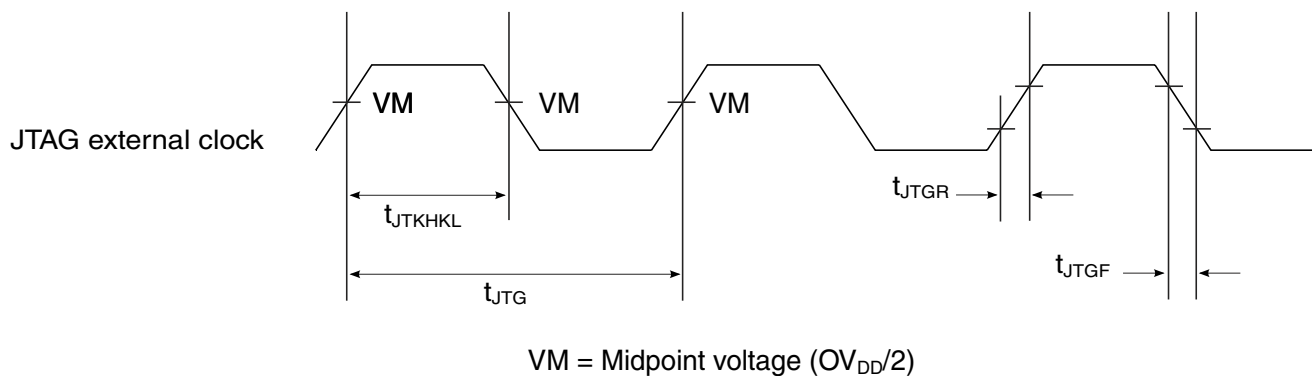 VM VM VM
JTAG external clock
tJTKHKL
tJTGR
tJTGF
tJTG
VM = Midpoint voltage (OVDD/2)